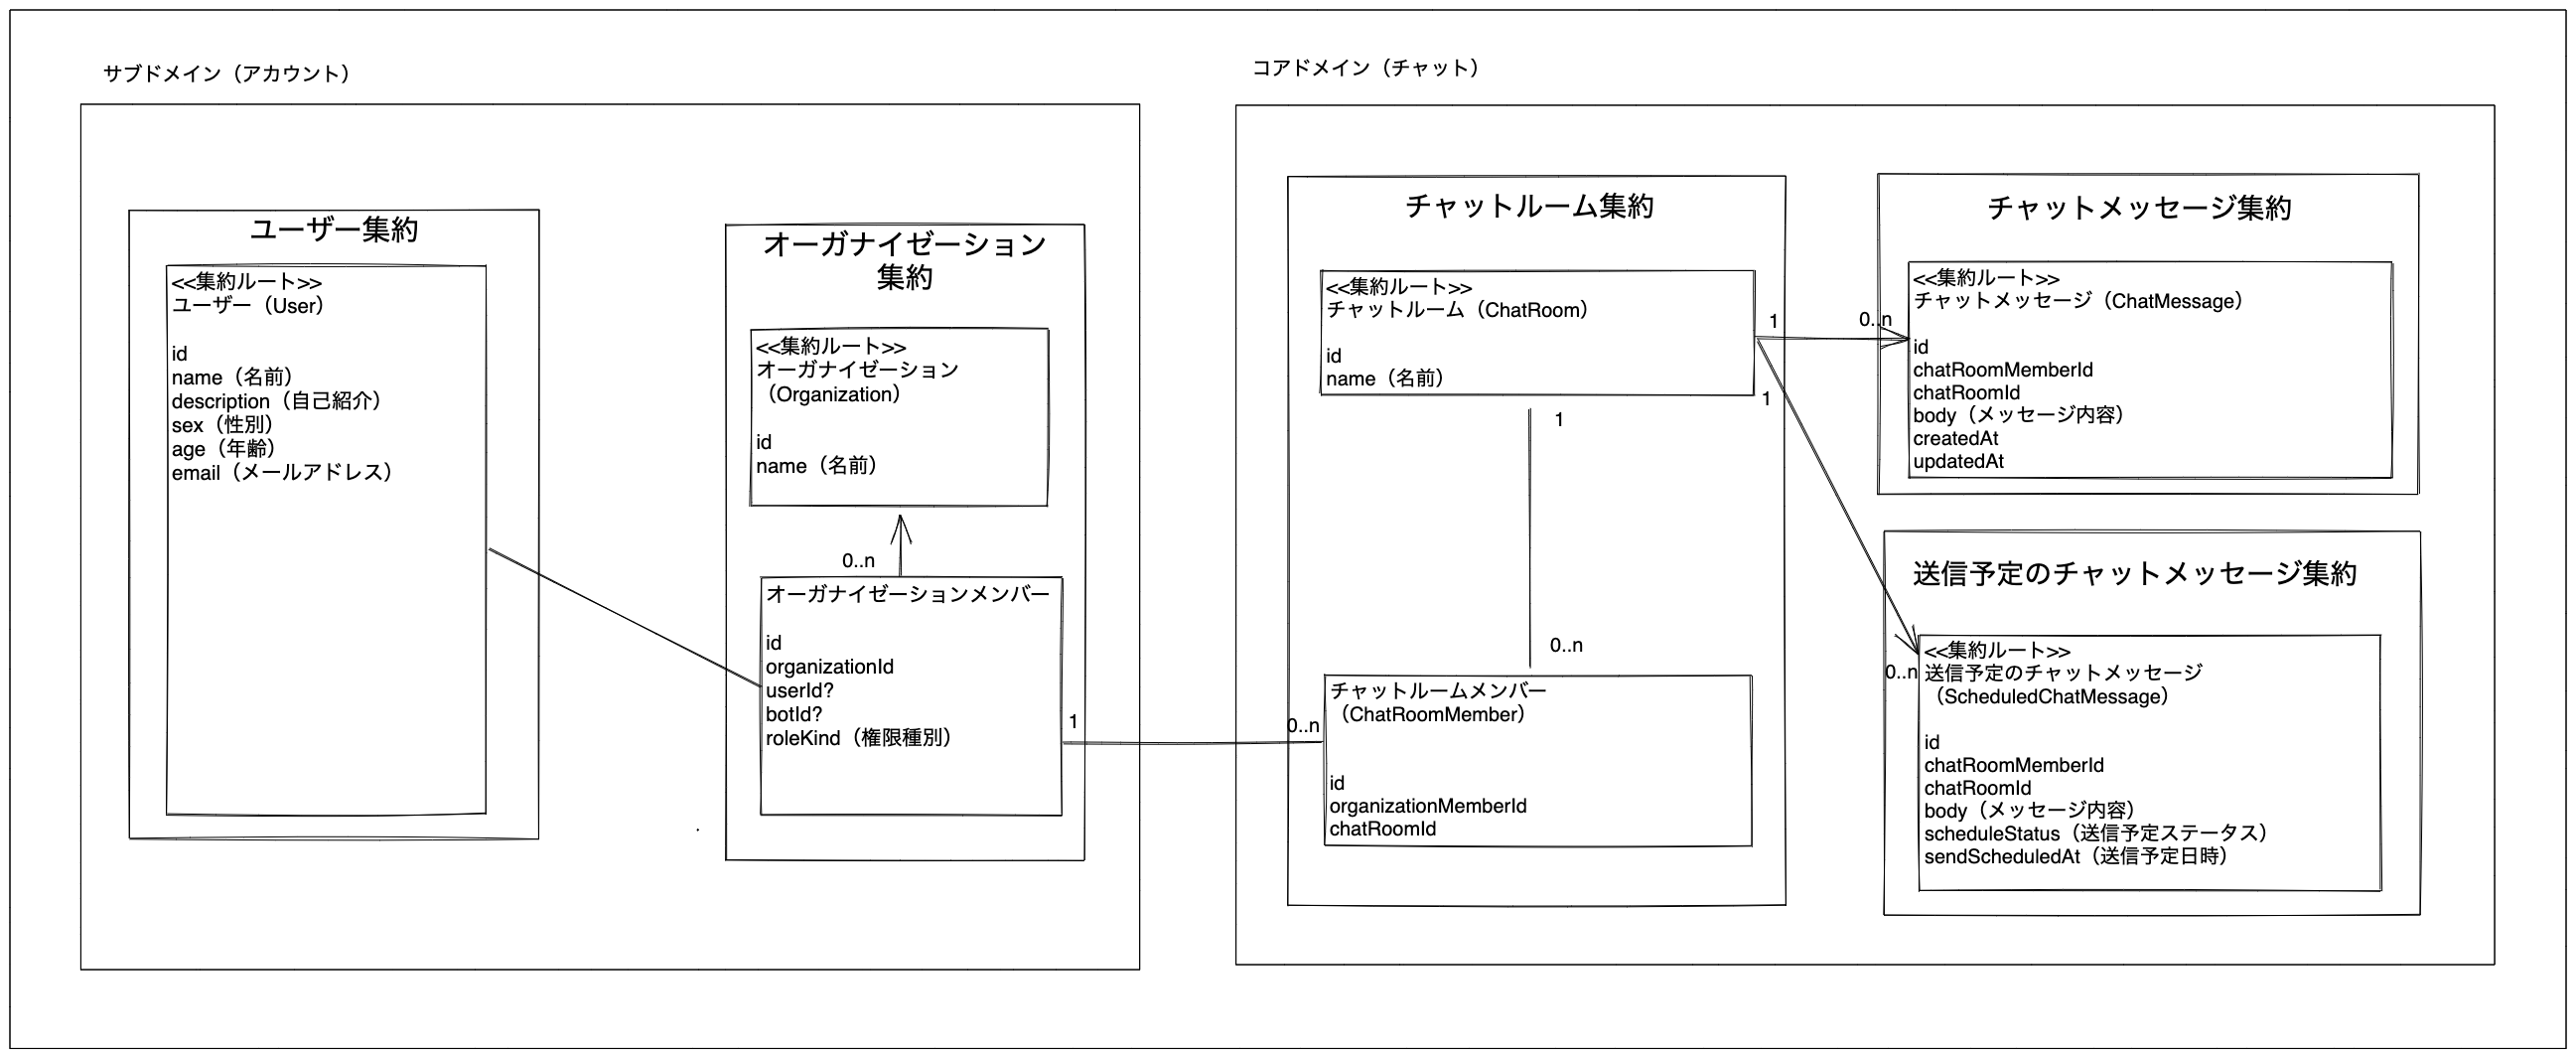 サブドメイン（アカウント）
ユーザー集約
<<集約ルート>>
ユーザー（User）
id
name（名前）
description（自己紹介）
sex（性別）
age（年齢）
email（メールアドレス）
オーガナイゼーション
集約
<<集約ルート>>
オーガナイゼーション
（Organization）
id
name（名前）
0..n
オーガナイゼーションメンバー
id
organizationId
userId?
botId?
roleKind（権限種別）
1
コアドメイン（チャット）
チャットルーム集約
<<集約ルート>>
チャットルーム（ChatRoom）
id
name（名前）
1
1
1
0..n
0..n
チャットルームメンバー
（ChatRoomMember）
id
organizationMemberId
chatRoomId
チャットメッセージ集約
0..n
<<集約ルート>>
チャットメッセージ（ChatMessage）
id
chatRoomMemberId
chatRoomId
body（メッセージ内容）
createdAt
updatedAt
送信予定のチャットメッセージ集約
0..n
<<集約ルート>>
送信予定のチャットメッセージ
（ScheduledChatMessage）
id
chatRoomMemberId
chatRoomId
body（メッセージ内容）
scheduleStatus（送信予定ステータス）
sendScheduledAt（送信予定日時）